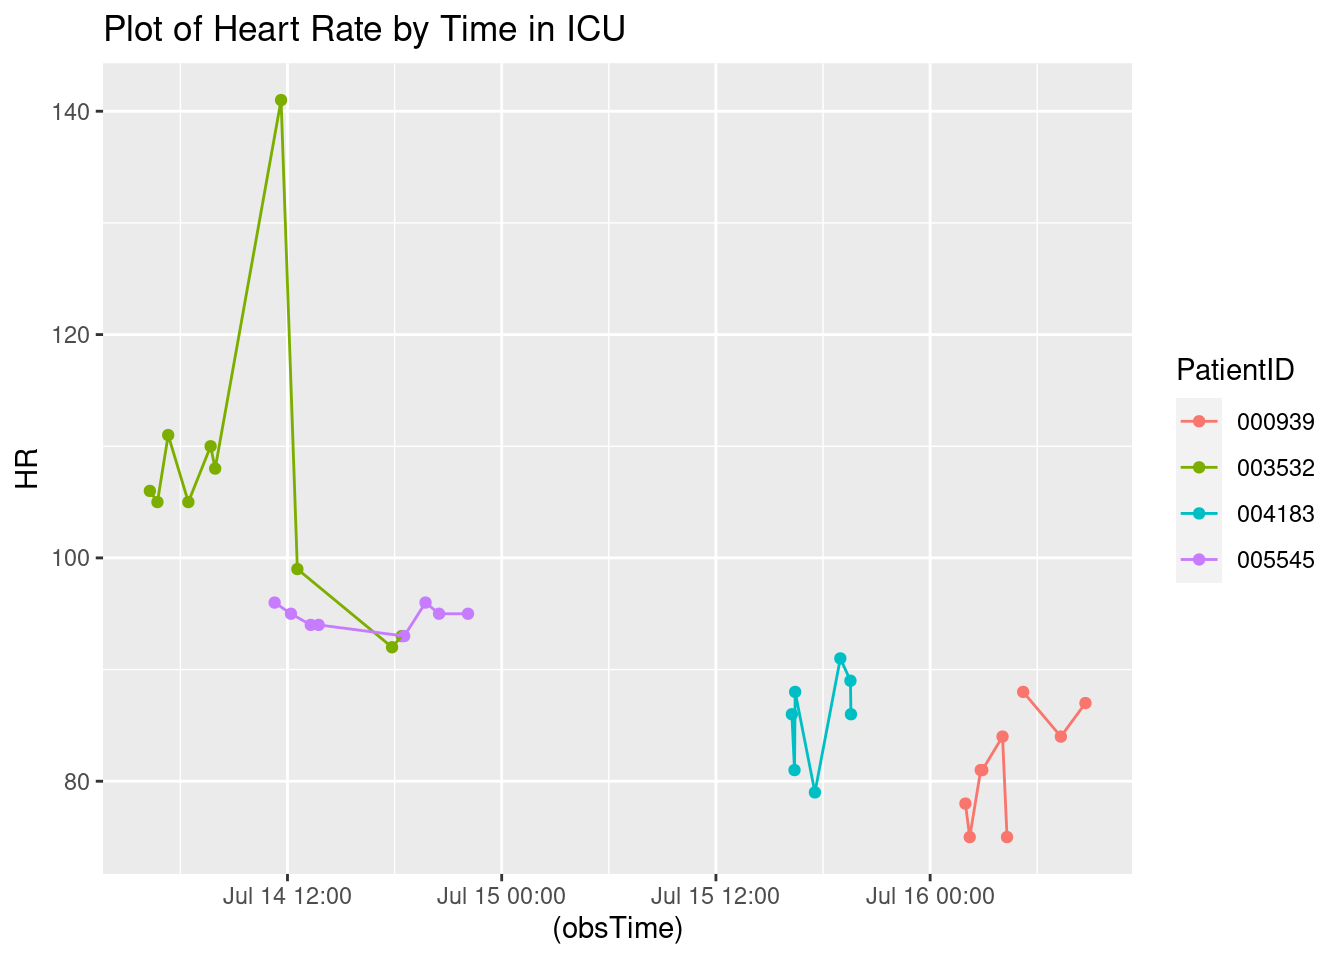 Plot of Heart Rate by Time in ICU
140
120
100
80
HR
Jul 14 12:00
Jul 15 00:00
Jul 15 12:00
Jul 16 00:00
(obsTime)
PatientID
000939
003532
004183
005545